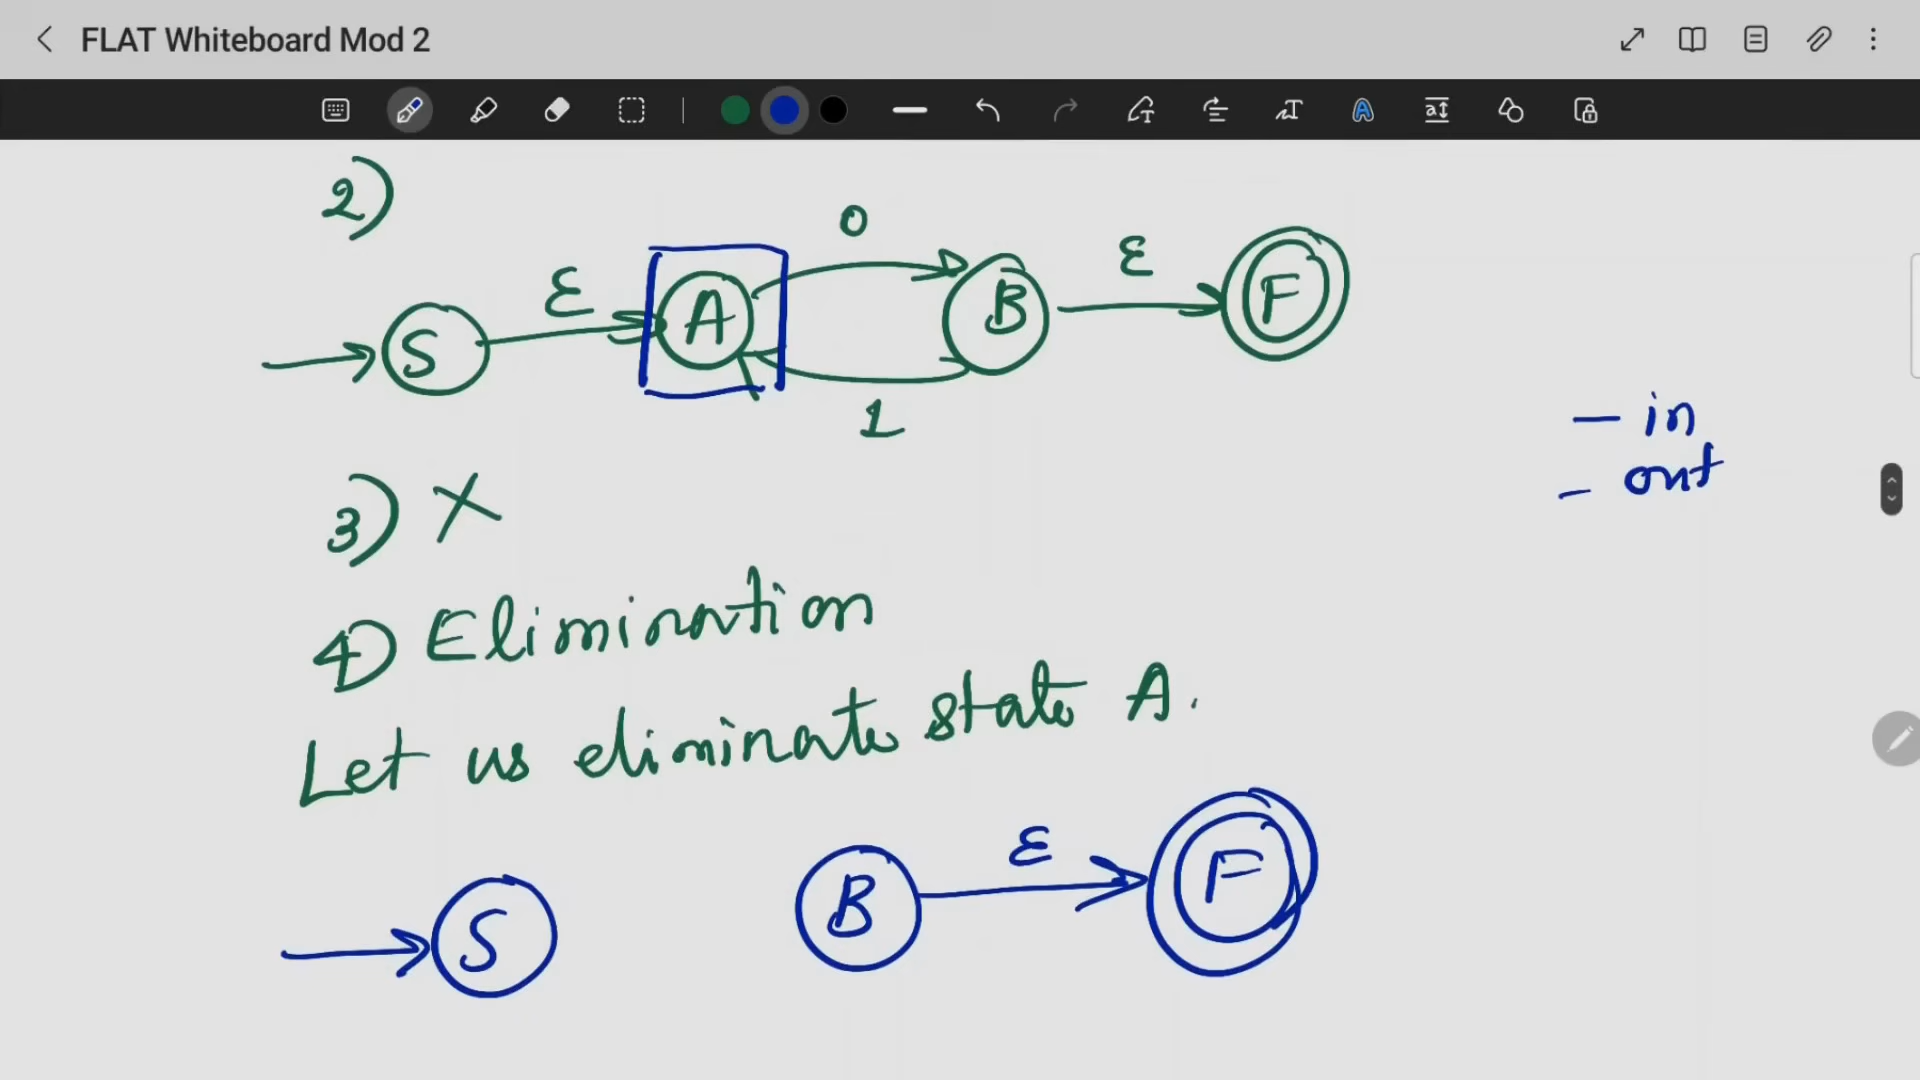 FLAT Whiteboard Mod 2
2)
0
S ε A B ε F
1
- in
- out
3) X
4) Elimination
Let us eliminate state A.
S B ε F